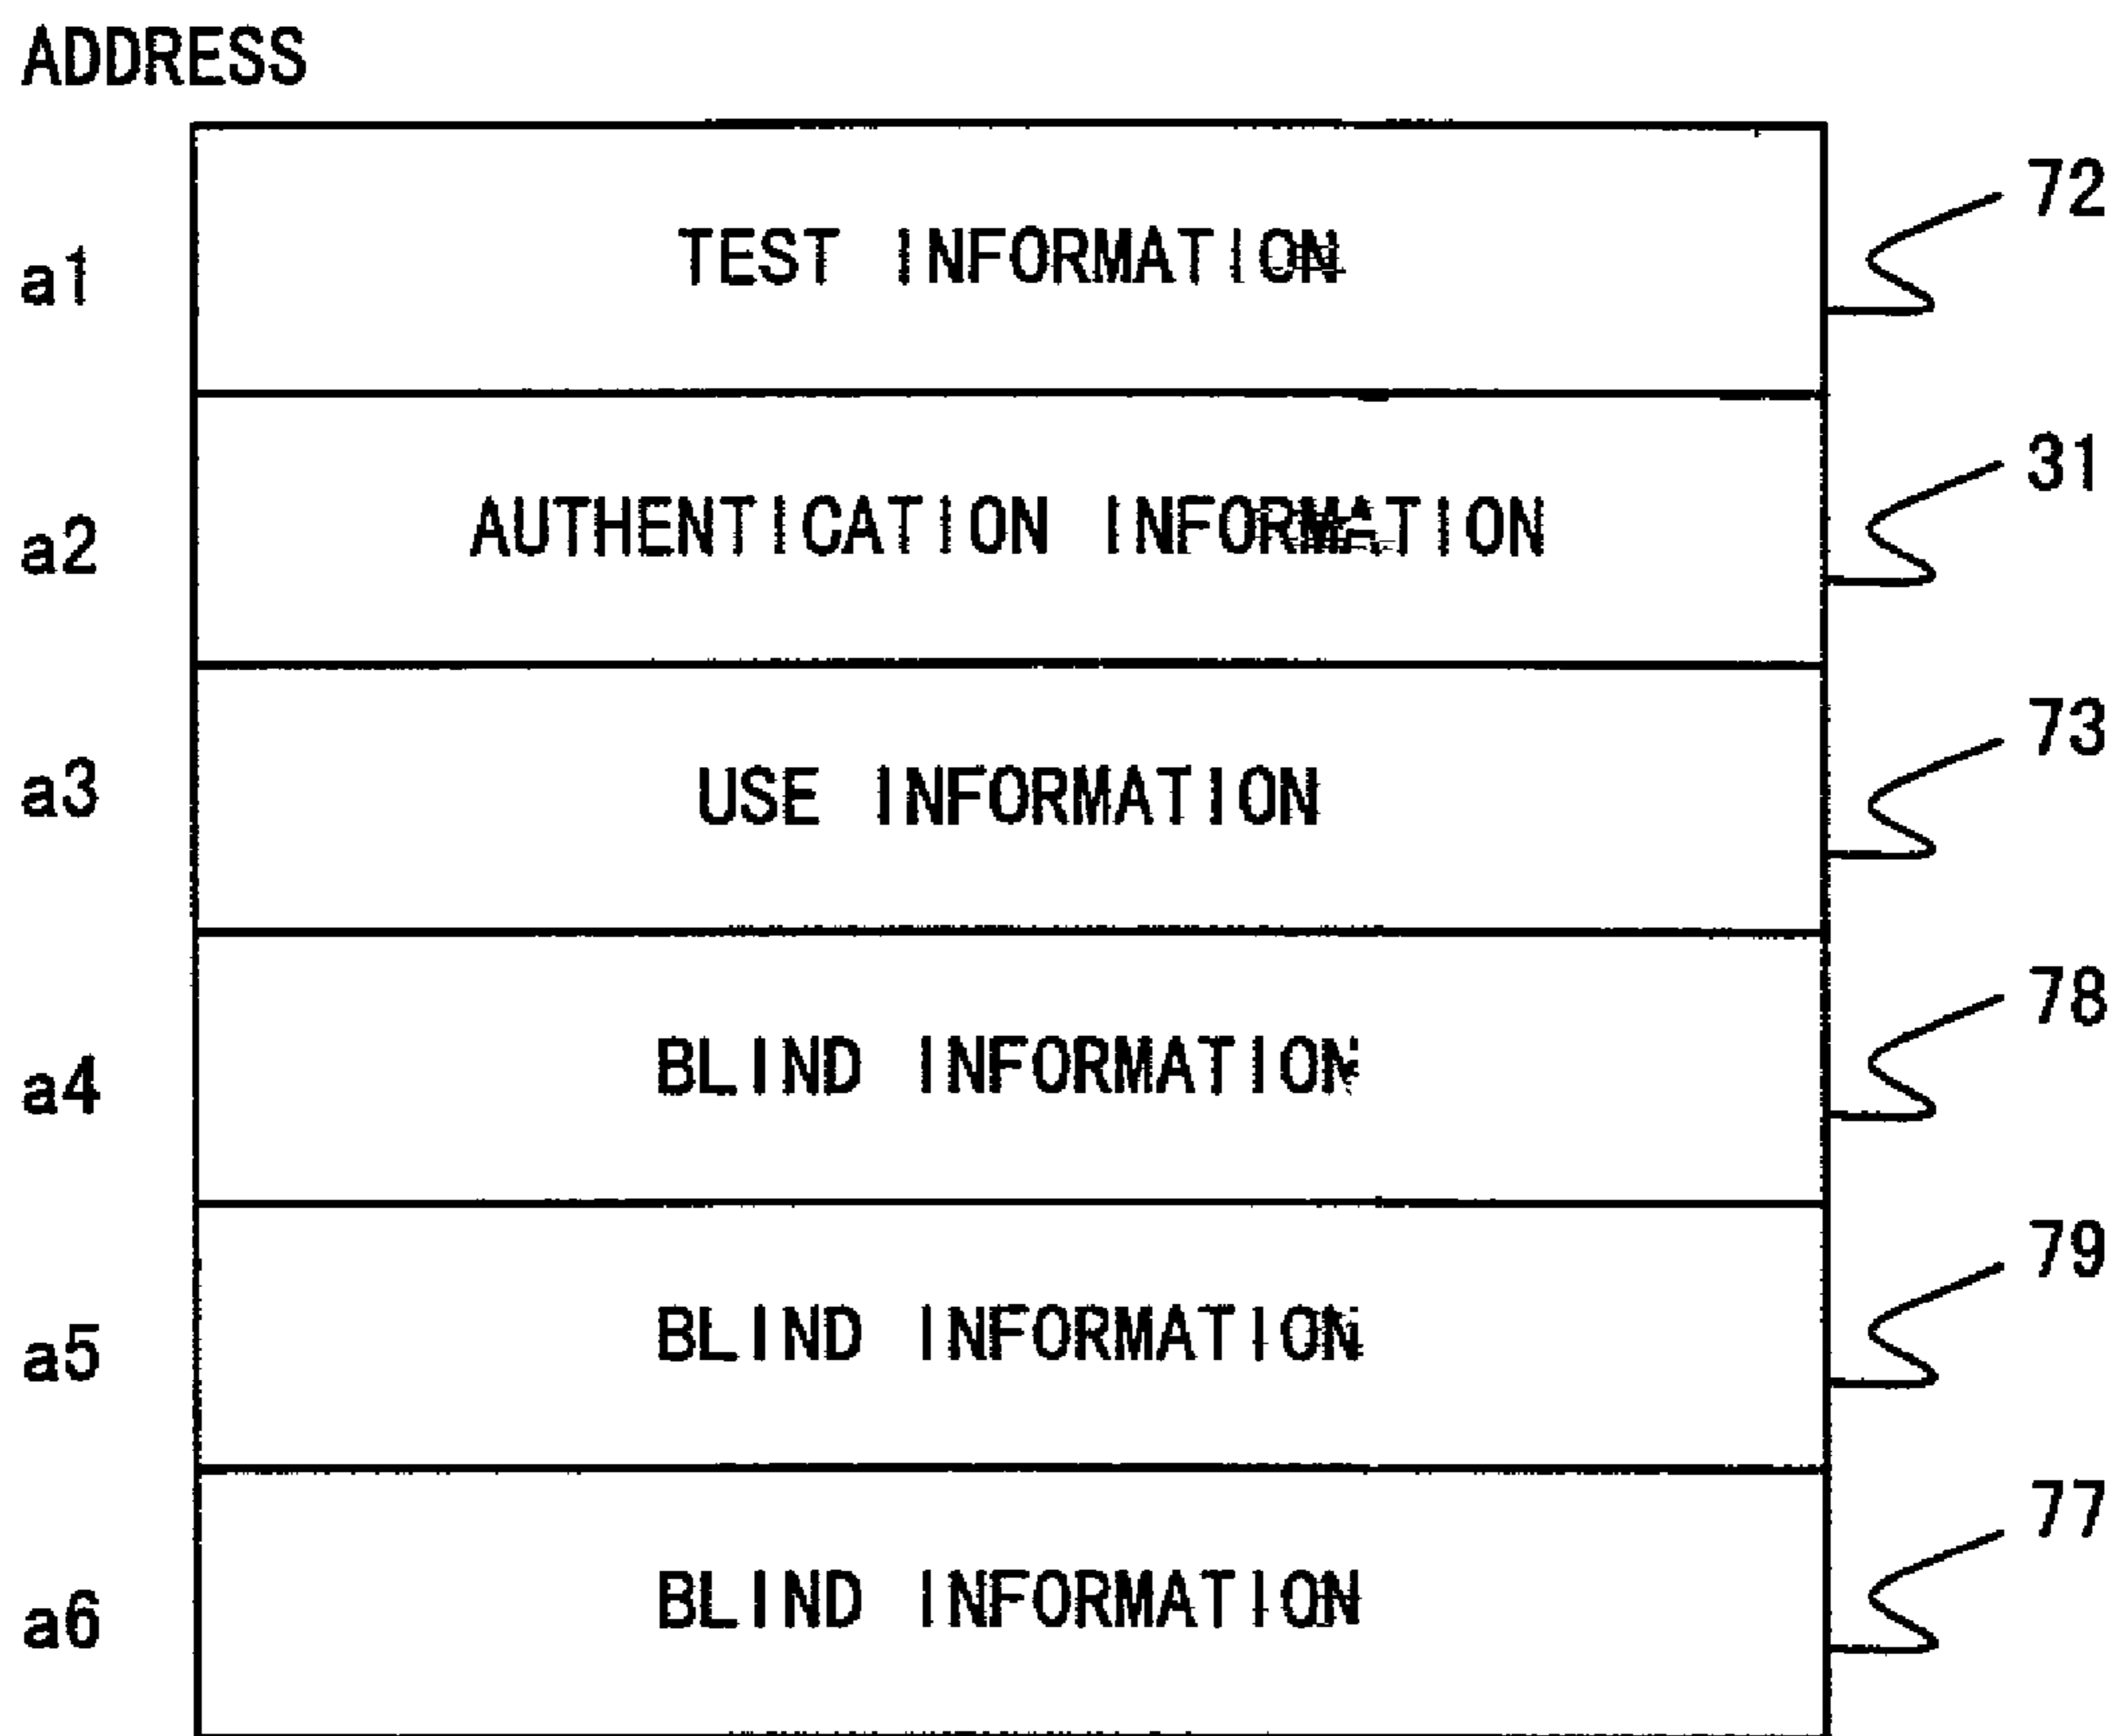 ADDRESS
72
a1 TEST INFORMATION
31
a2 AUTHENTICATION INFORMATION
73
a3 USE INFORMATION
78
a4 BLIND INFORMATION
79
a5 BLIND INFORMATION
77
a6 BLIND INFORMATION